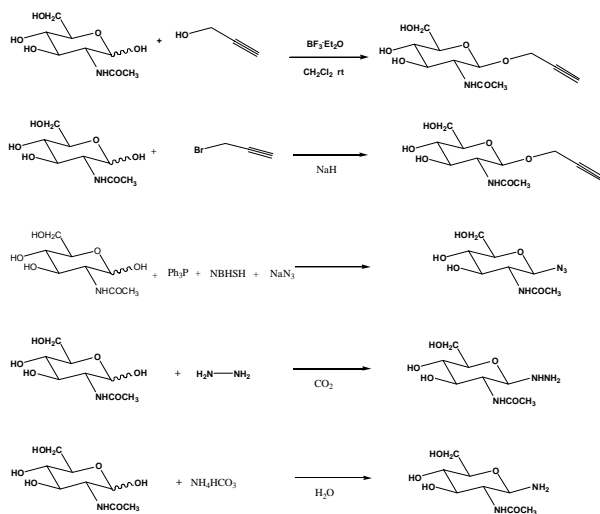 HOH₂C O HO HO OH NHCOCH₃ + HO BF₃·Et₂O CH₂Cl₂ rt HOH₂C O HO HO O NHCOCH₃
HOH₂C O HO HO OH NHCOCH₃ + Br NaH HOH₂C O HO HO O NHCOCH₃
HOH₂C O HO HO OH NHCOCH₃ + Ph₃P + NBHSH + NaN₃ HOH₂C O HO HO N₃ NHCOCH₃
HOH₂C O HO HO OH NHCOCH₃ + H₂N NH₂ CO₂ HOH₂C O HO HO NHNH₂ NHCOCH₃
HOH₂C O HO HO OH NHCOCH₃ + NH₄HCO₃ H₂O HOH₂C O HO HO NH₂ NHCOCH₃